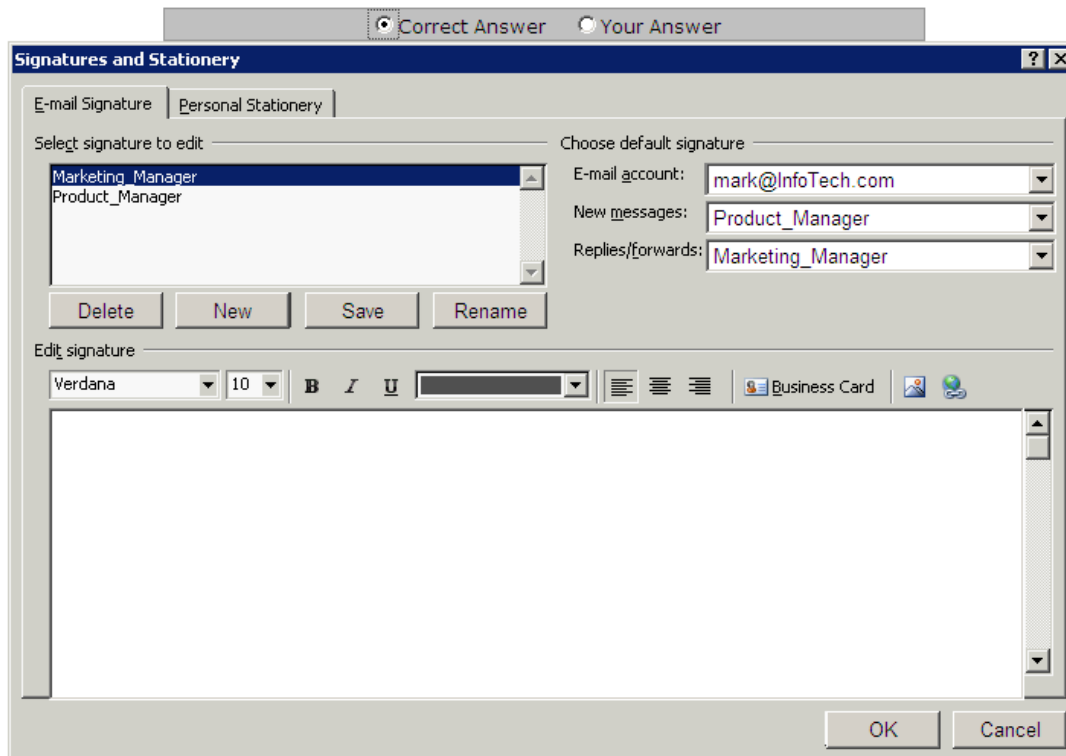 Correct Answer Your Answer
Signatures and Stationery
E-mail Signature Personal Stationery
Select signature to edit
Marketing_Manager
Product_Manager
Delete New Save Rename
Choose default signature
E-mail account: mark@InfoTech.com
New messages: Product_Manager
Replies/forwards: Marketing_Manager
Edit signature
Verdana 10 B I U Business Card
OK Cancel